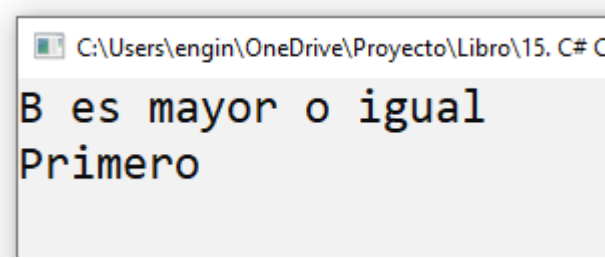 C:\Users\engin\OneDrive\Proyecto\Libro\15. C# C
B es mayor o igual
Primero